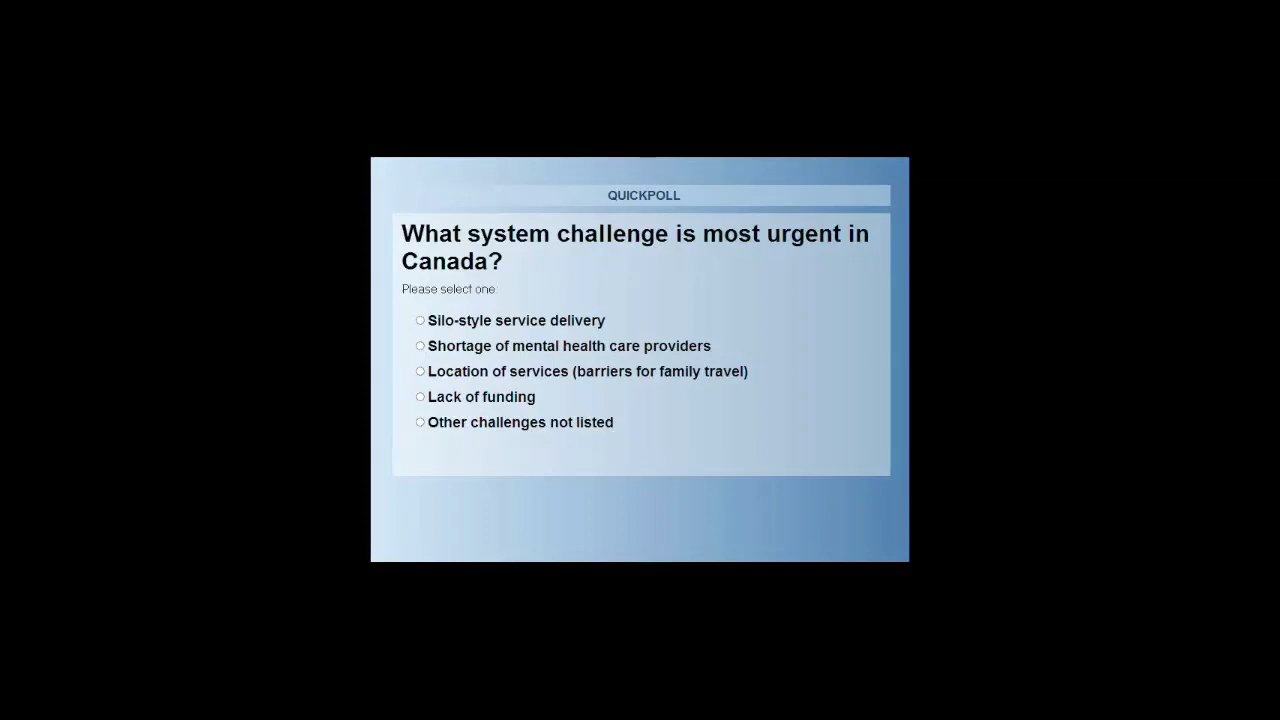 QUICKPOLL
What system challenge is most urgent in
Canada?
Please select one:
Silo-style service delivery
Shortage of mental health care providers
Location of services (barriers for family travel)
Lack of funding
Other challenges not listed